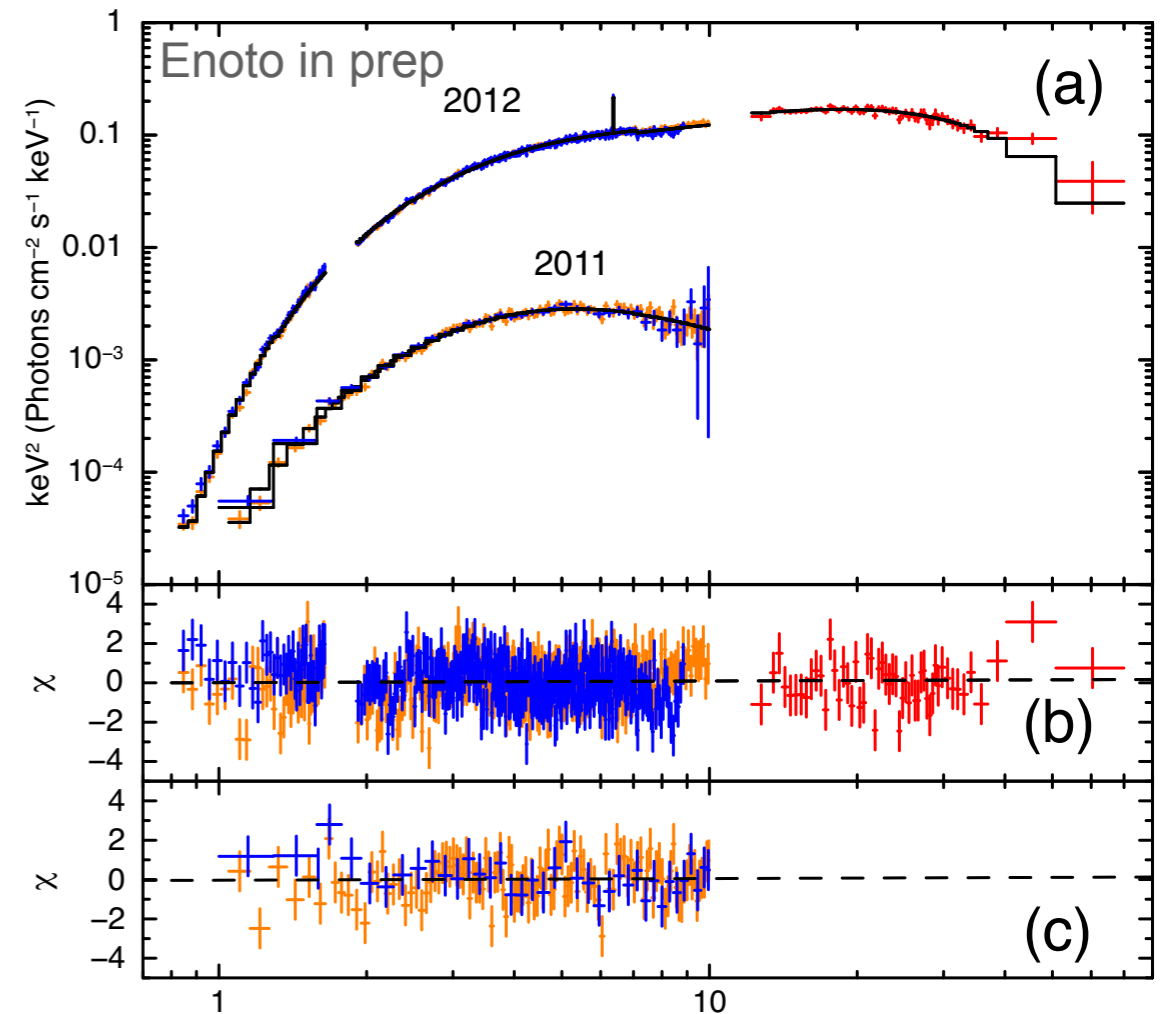 Enoto in prep
(a)
2012
2011
keV² (Photons cm⁻² s⁻¹ keV⁻¹)
1
0.1
0.01
10⁻³
10⁻⁴
10⁻⁵
χ
4
2
0
−2
−4
(b)
χ
4
2
0
−2
−4
(c)
1
10